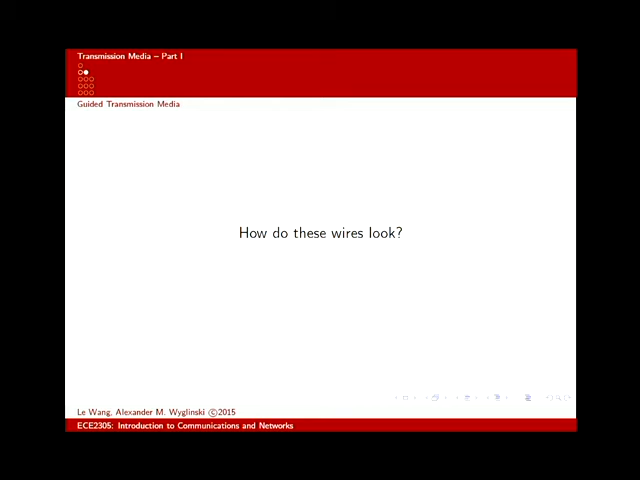 Transmission Media – Part I
Guided Transmission Media
How do these wires look?
Le Wang, Alexander M. Wyglinski ©2015
ECE2305: Introduction to Communications and Networks